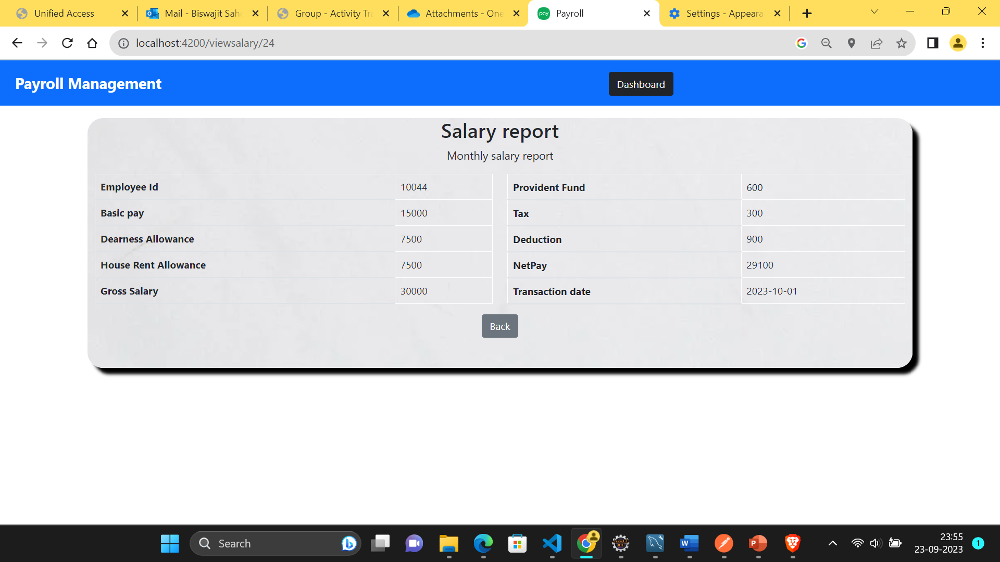 Unified Access
Mail - Biswajit Saho
Group - Activity Tra
Attachments - One
pay Payroll
Settings - Appeara
localhost:4200/viewsalary/24
Payroll Management
Dashboard
Salary report
Monthly salary report
Employee Id 10044
Basic pay 15000
Dearness Allowance 7500
House Rent Allowance 7500
Gross Salary 30000
Provident Fund 600
Tax 300
Deduction 900
NetPay 29100
Transaction date 2023-10-01
Back
Search
23:55
23-09-2023
1